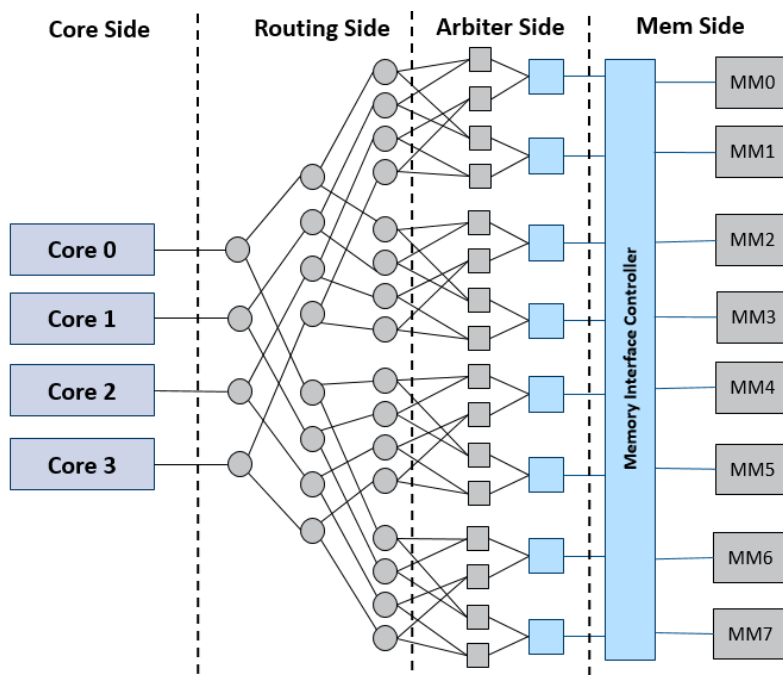 Core Side
Routing Side
Arbiter Side
Mem Side
Core 0
Core 1
Core 2
Core 3
Memory Interface Controller
MM0
MM1
MM2
MM3
MM4
MM5
MM6
MM7